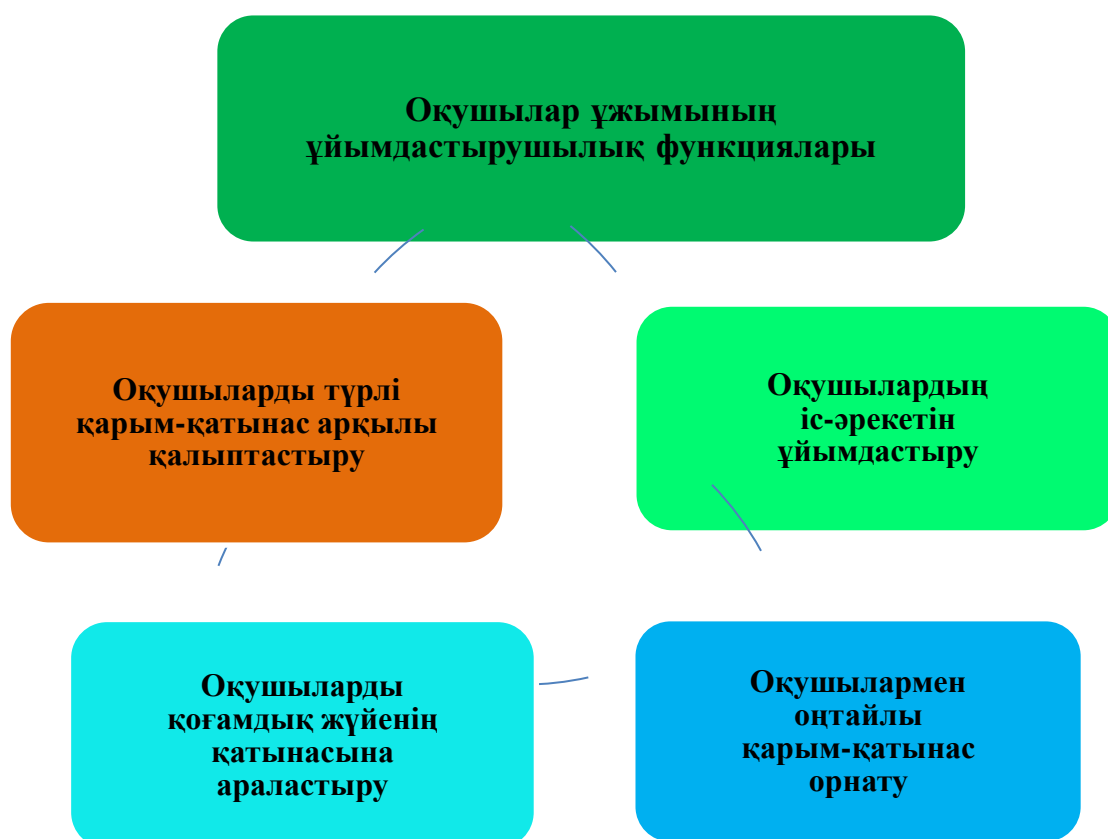 Оқушылар ұжымының
ұйымдастырушылық функциялары
Оқушыларды түрлі
қарым-қатынас арқылы
қалыптастыру
Оқушылардың
іс-әрекетін
ұйымдастыру
Оқушыларды
қоғамдық жүйенің
қатынасына
араластыру
Оқушылармен
оңтайлы
қарым-қатынас
орнату